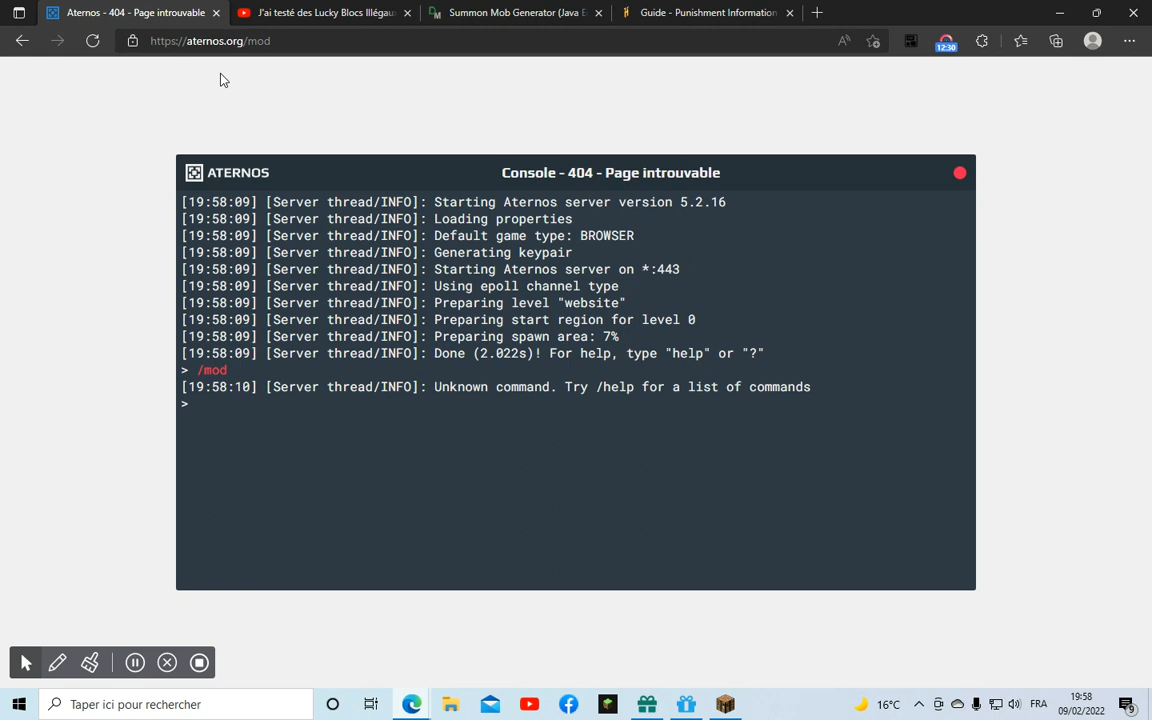 Aternos - 404 - Page introuvable
J'ai testé des Lucky Blocs Illégaux
Summon Mob Generator (Java E
Guide - Punishment Information
https://aternos.org/mod
12:30
ATERNOS
Console - 404 - Page introuvable
[19:58:09] [Server thread/INFO]: Starting Aternos server version 5.2.16
[19:58:09] [Server thread/INFO]: Loading properties
[19:58:09] [Server thread/INFO]: Default game type: BROWSER
[19:58:09] [Server thread/INFO]: Generating keypair
[19:58:09] [Server thread/INFO]: Starting Aternos server on *:443
[19:58:09] [Server thread/INFO]: Using epoll channel type
[19:58:09] [Server thread/INFO]: Preparing level "website"
[19:58:09] [Server thread/INFO]: Preparing start region for level 0
[19:58:09] [Server thread/INFO]: Preparing spawn area: 7%
[19:58:09] [Server thread/INFO]: Done (2.022s)! For help, type "help" or "?"
> /mod
[19:58:10] [Server thread/INFO]: Unknown command. Try /help for a list of commands
>
Taper ici pour rechercher
16°C
FRA
19:58
09/02/2022
9